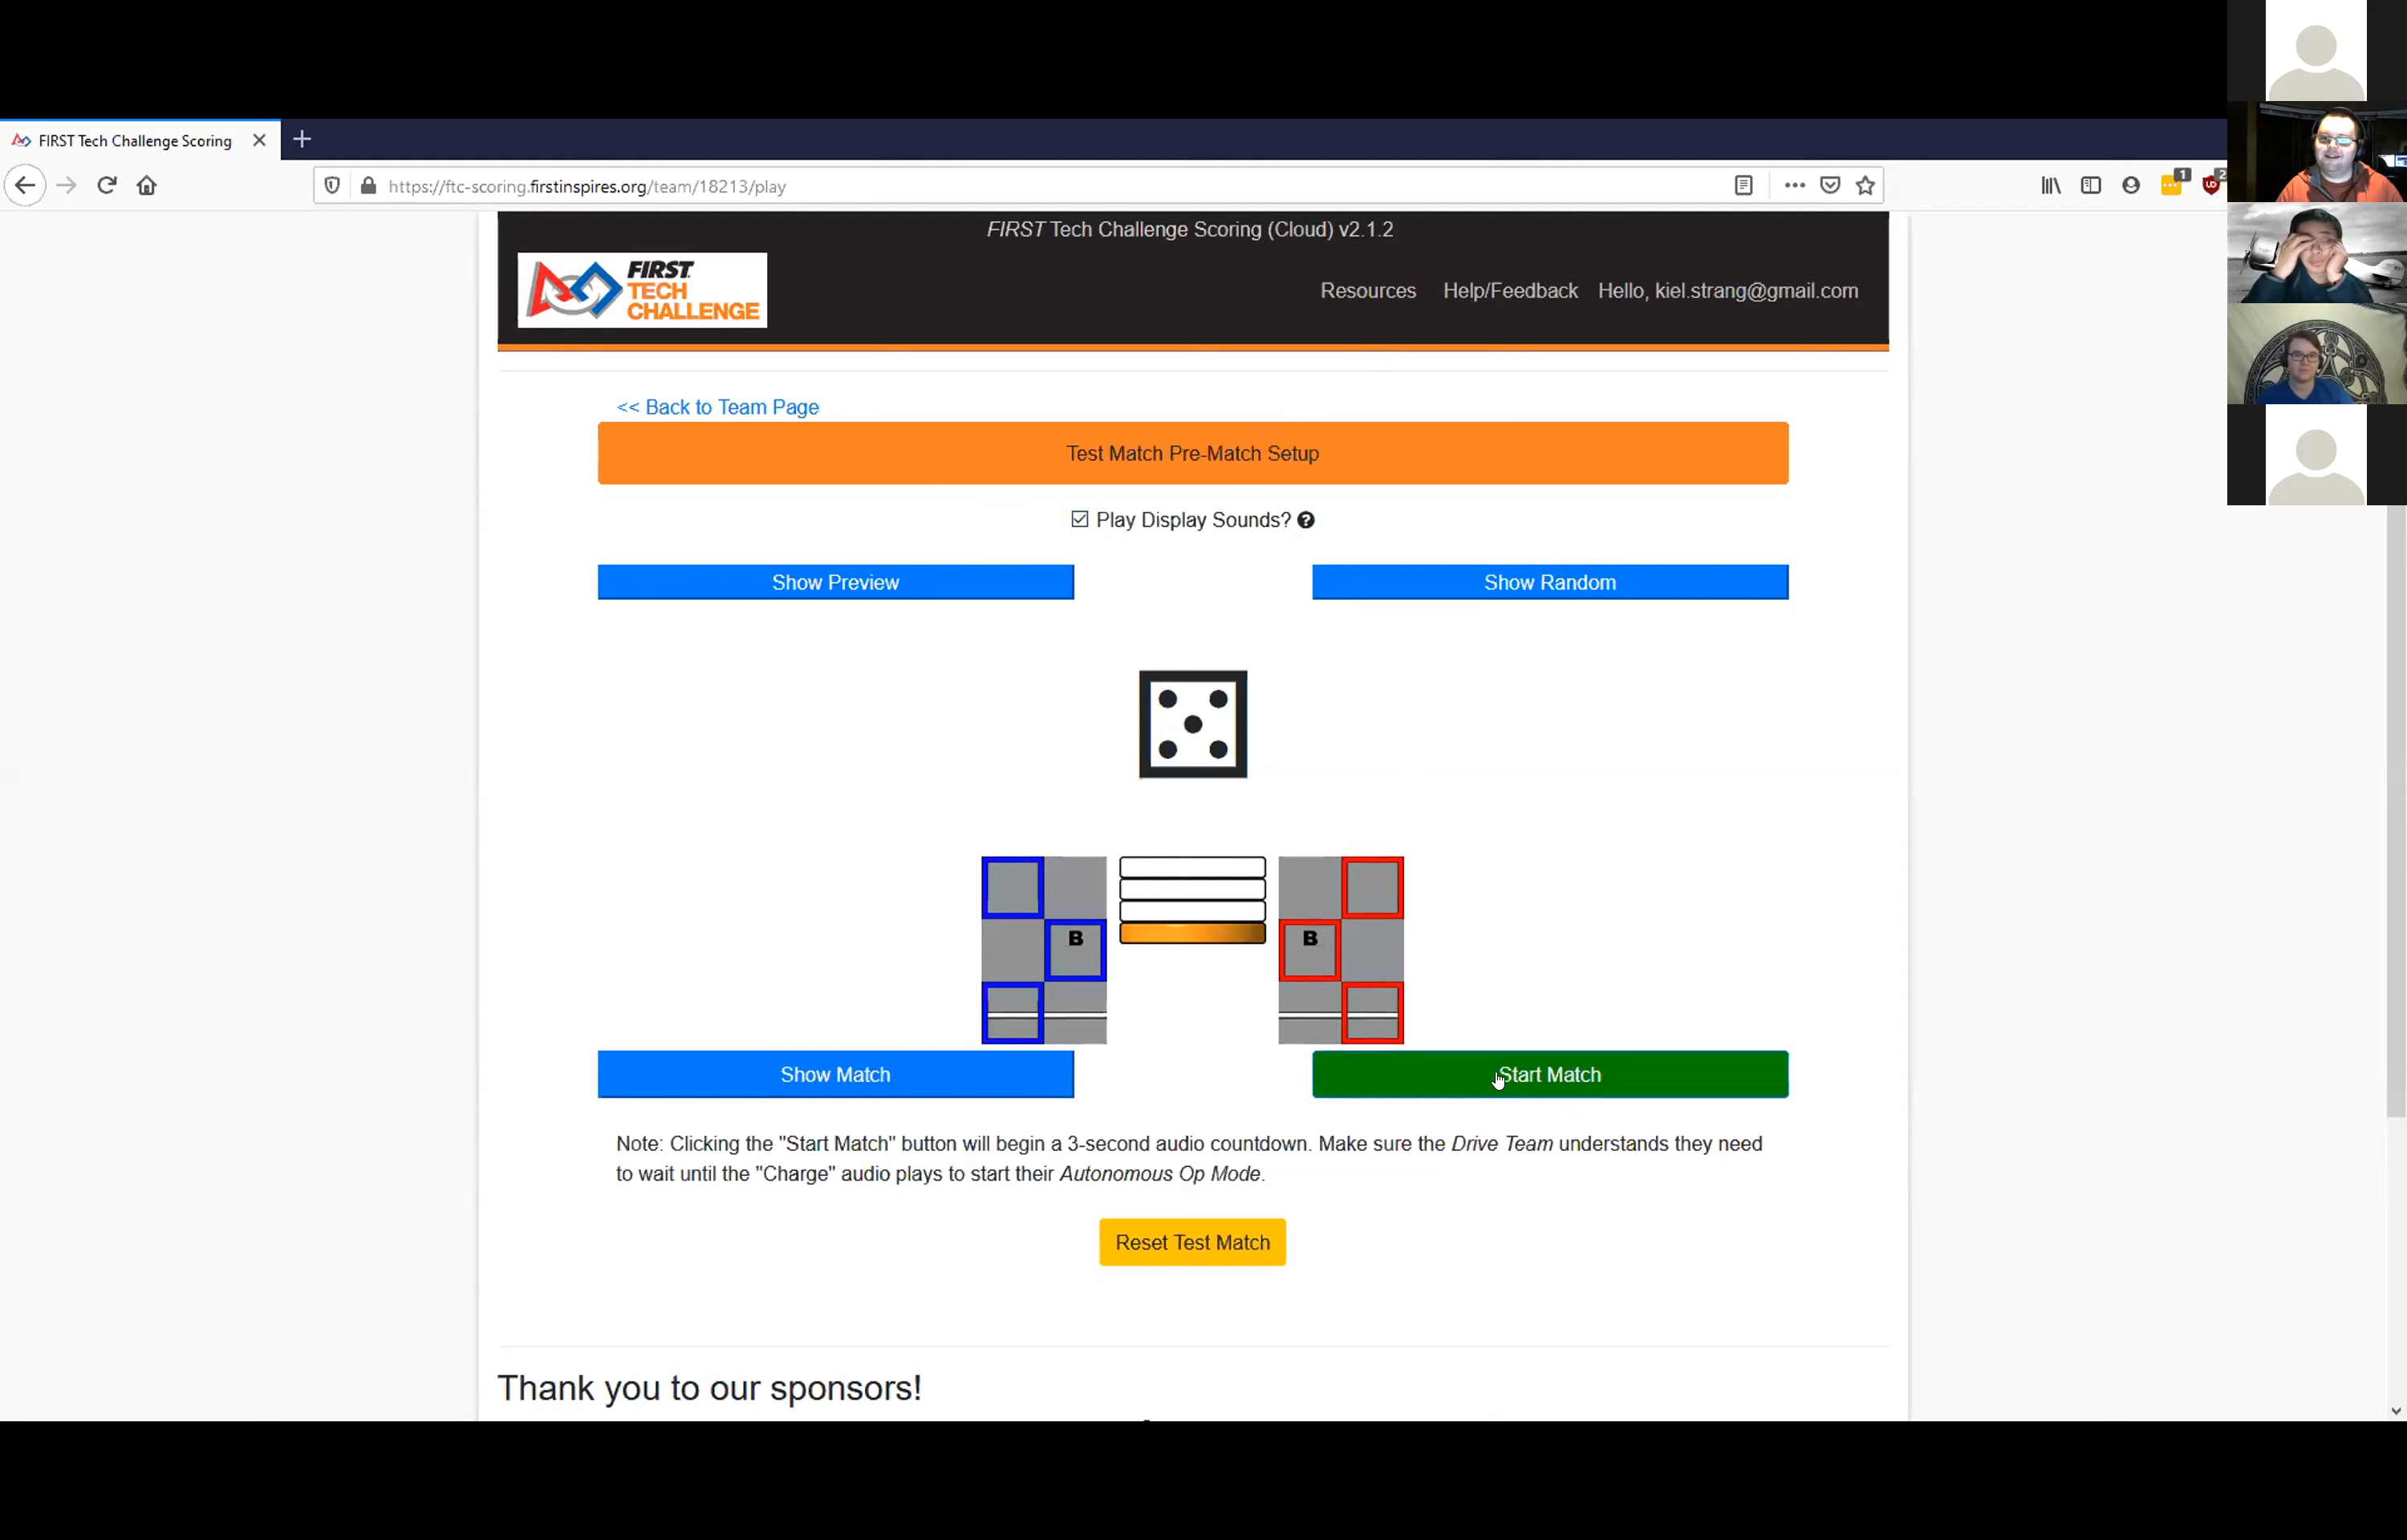 FIRST Tech Challenge Scoring
https://ftc-scoring.firstinspires.org/team/18213/play
1
2
FIRST Tech Challenge Scoring (Cloud) v2.1.2
FIRST
TECH
CHALLENGE
Resources Help/Feedback Hello, kiel.strang@gmail.com
<< Back to Team Page
Test Match Pre-Match Setup
Play Display Sounds?
Show Preview Show Random
B B
Show Match Start Match
Note: Clicking the "Start Match" button will begin a 3-second audio countdown. Make sure the Drive Team understands they need
to wait until the "Charge" audio plays to start their Autonomous Op Mode.
Reset Test Match
Thank you to our sponsors!